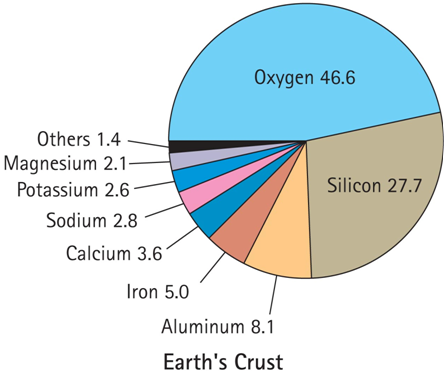 Oxygen 46.6
Others 1.4
Magnesium 2.1
Potassium 2.6
Silicon 27.7
Sodium 2.8
Calcium 3.6
Iron 5.0
Aluminum 8.1
Earth's Crust